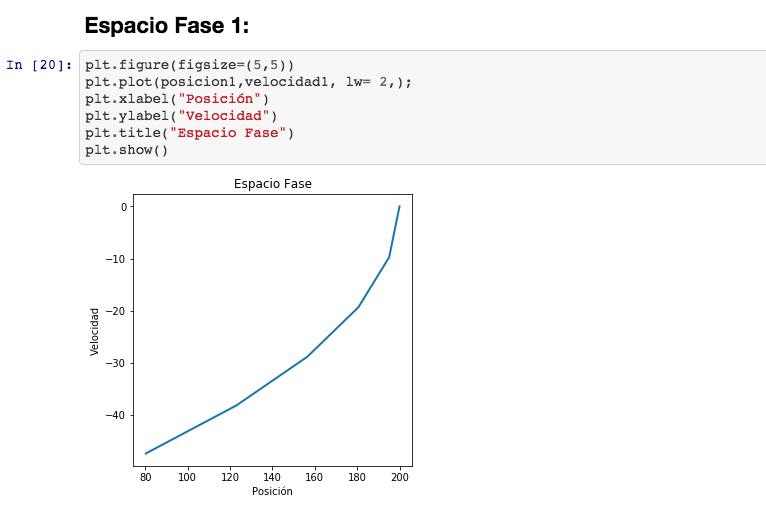 Espacio Fase 1:
In [20]: plt.figure(figsize=(5,5))
plt.plot(posicion1,velocidad1, lw= 2,);
plt.xlabel("Posición")
plt.ylabel("Velocidad")
plt.title("Espacio Fase")
plt.show()
Espacio Fase
0
−10
−20
−30
−40
Velocidad
80 100 120 140 160 180 200
Posición